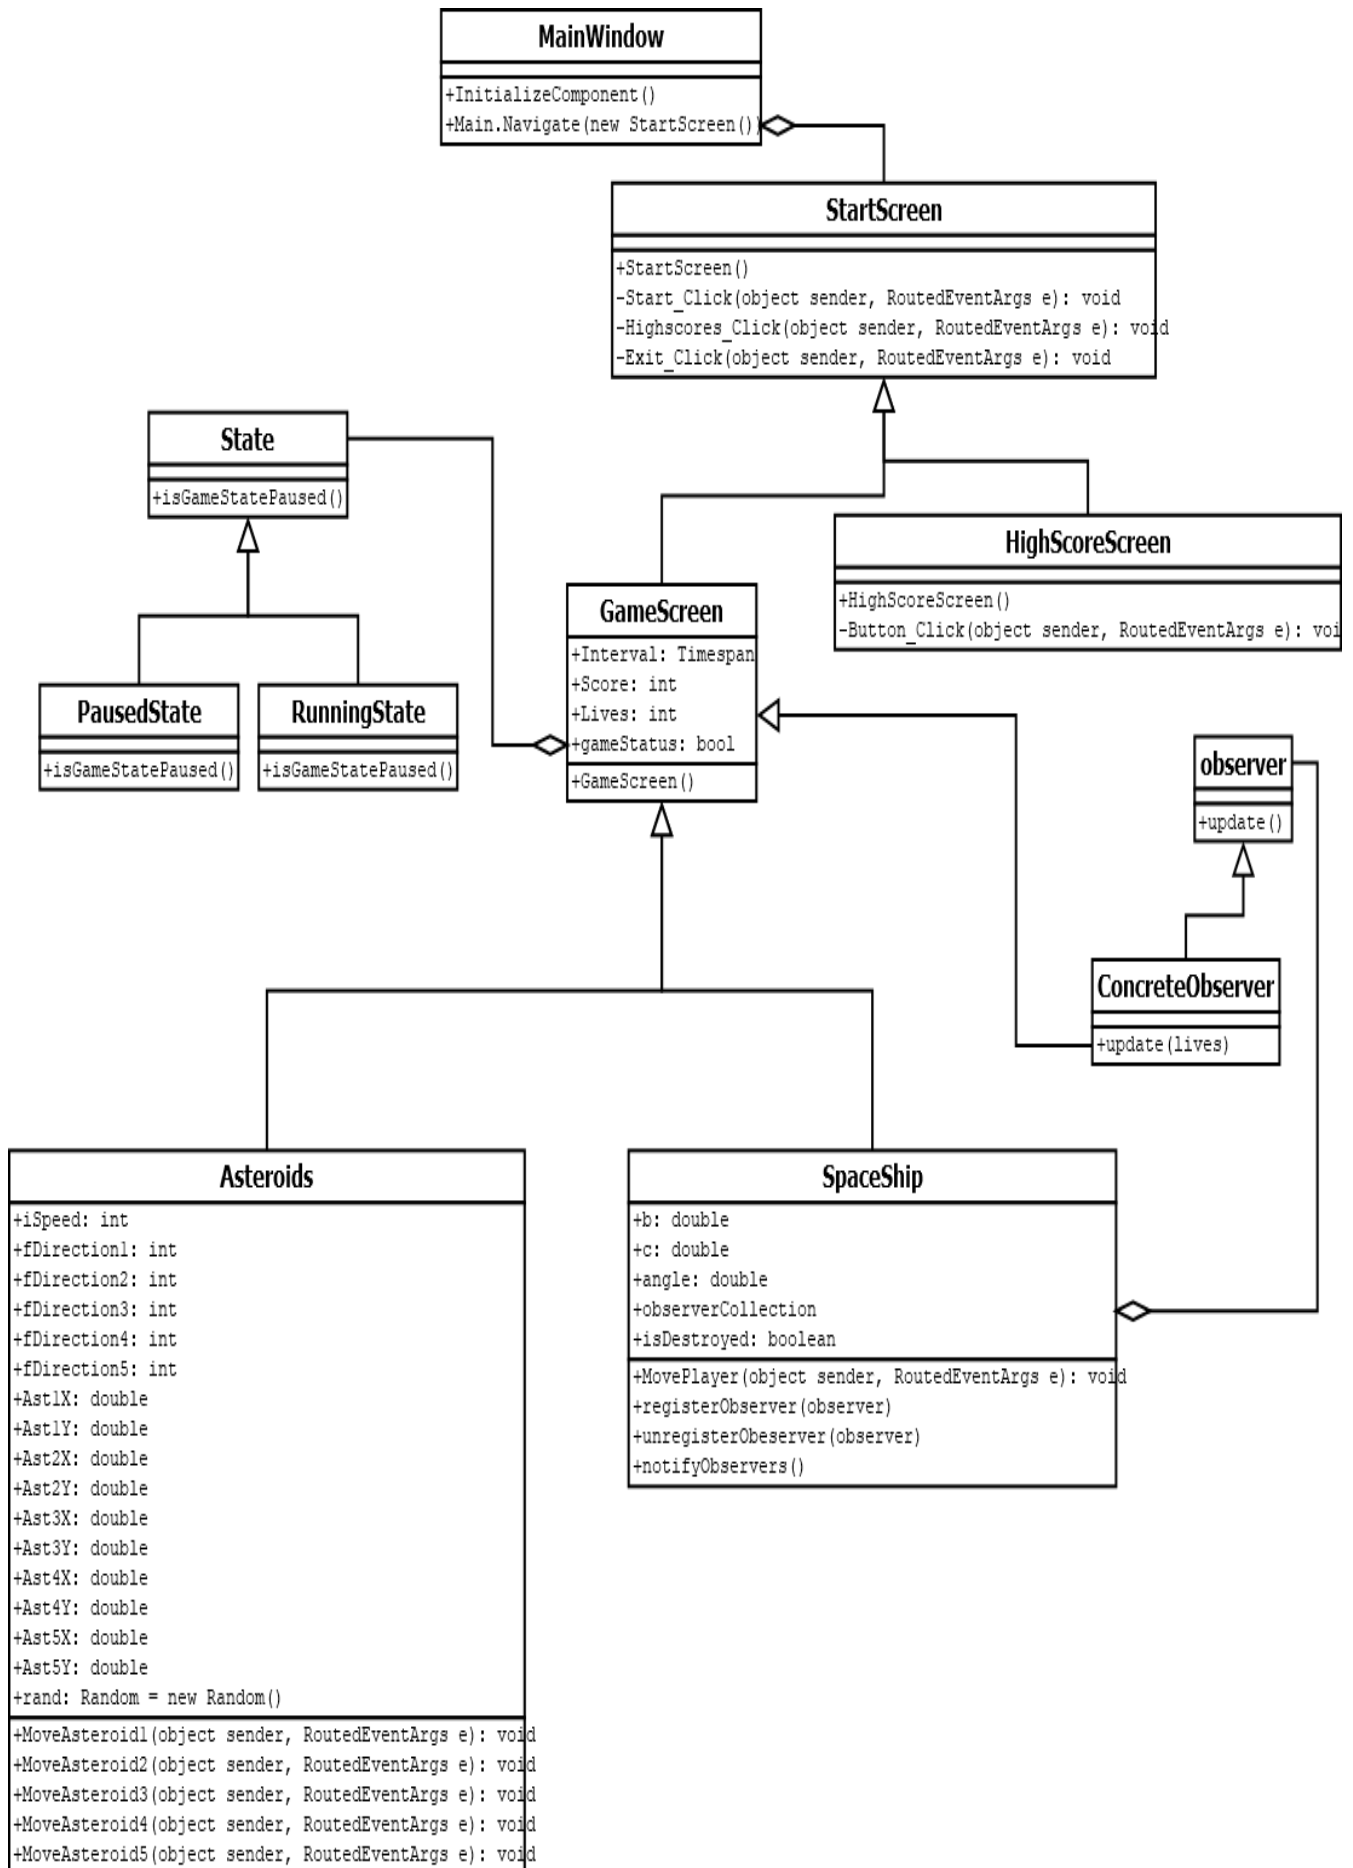 MainWindow
+InitializeComponent()
+Main.Navigate(new StartScreen())
StartScreen
+StartScreen()
-Start_Click(object sender, RoutedEventArgs e): void
-Highscores_Click(object sender, RoutedEventArgs e): void
-Exit_Click(object sender, RoutedEventArgs e): void
State
+isGameStatePaused()
HighScoreScreen
+HighScoreScreen()
-Button_Click(object sender, RoutedEventArgs e): voi
GameScreen
+Interval: Timespan
+Score: int
+Lives: int
+gameStatus: bool
+GameScreen()
PausedState
+isGameStatePaused()
RunningState
+isGameStatePaused()
observer
+update()
ConcreteObserver
+update(lives)
Asteroids
+iSpeed: int
+fDirection1: int
+fDirection2: int
+fDirection3: int
+fDirection4: int
+fDirection5: int
+Ast1X: double
+Ast1Y: double
+Ast2X: double
+Ast2Y: double
+Ast3X: double
+Ast3Y: double
+Ast4X: double
+Ast4Y: double
+Ast5X: double
+Ast5Y: double
+rand: Random = new Random()
+MoveAsteroid1(object sender, RoutedEventArgs e): void
+MoveAsteroid2(object sender, RoutedEventArgs e): void
+MoveAsteroid3(object sender, RoutedEventArgs e): void
+MoveAsteroid4(object sender, RoutedEventArgs e): void
+MoveAsteroid5(object sender, RoutedEventArgs e): void
SpaceShip
+b: double
+c: double
+angle: double
+observerCollection
+isDestroyed: boolean
+MovePlayer(object sender, RoutedEventArgs e): void
+registerObserver(observer)
+unregisterObeserver(observer)
+notifyObservers()